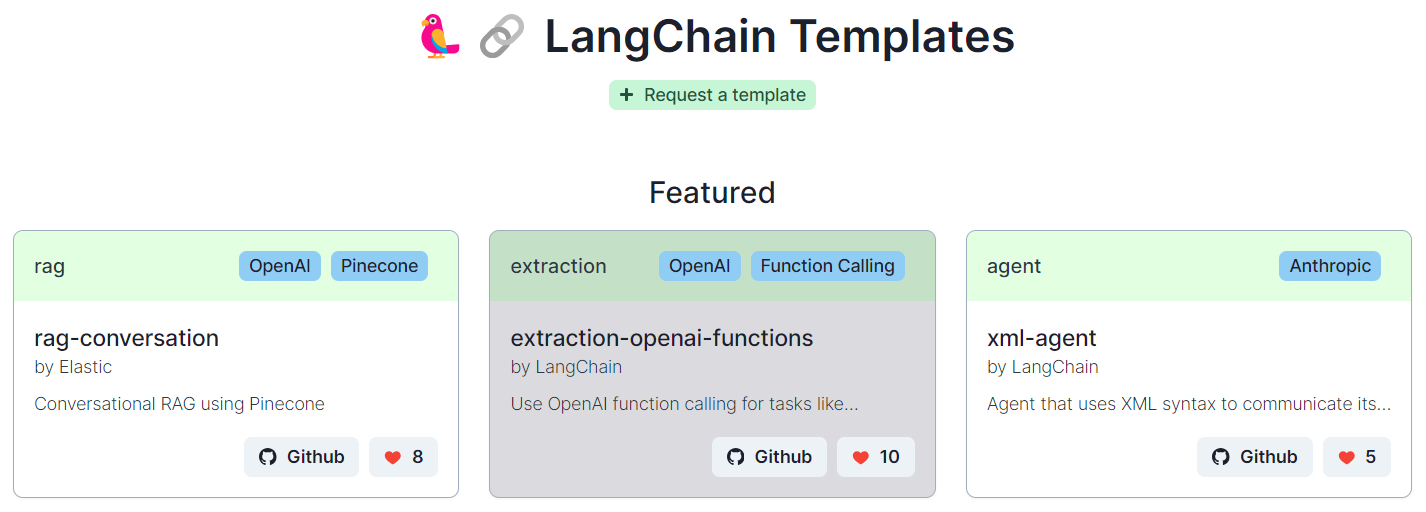 LangChain Templates
+ Request a template
Featured
rag OpenAI Pinecone
rag-conversation
by Elastic
Conversational RAG using Pinecone
Github 8
extraction OpenAI Function Calling
extraction-openai-functions
by LangChain
Use OpenAI function calling for tasks like...
Github 10
agent Anthropic
xml-agent
by LangChain
Agent that uses XML syntax to communicate its...
Github 5